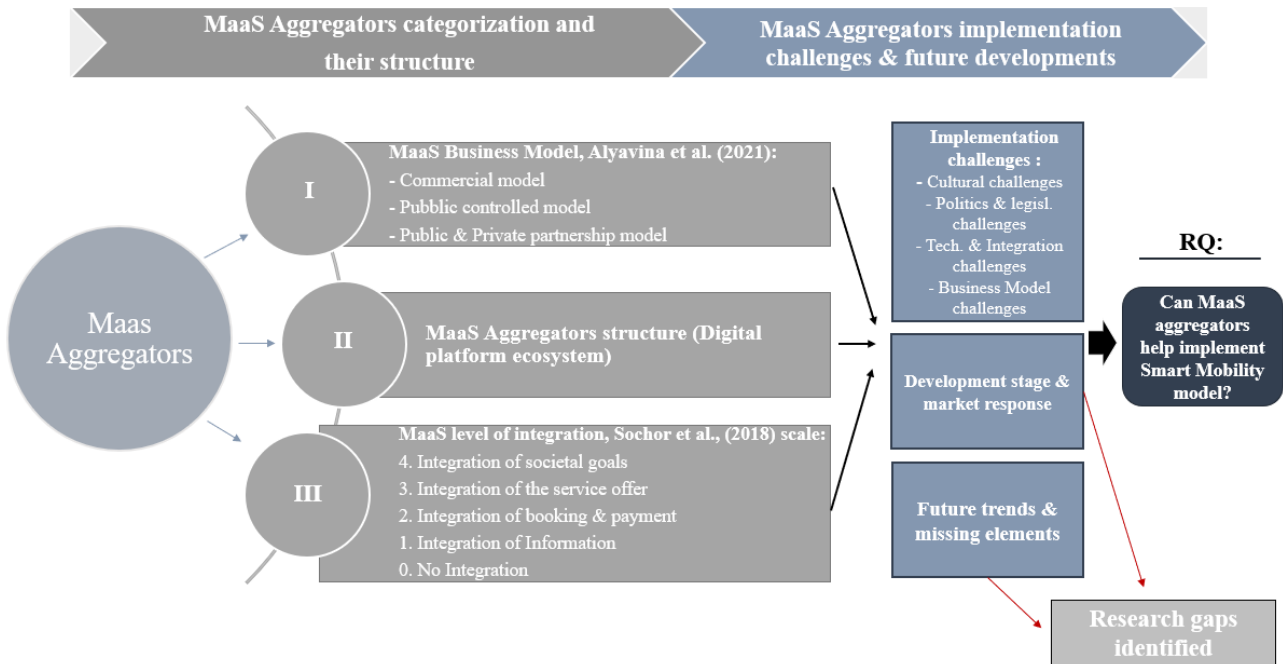 MaaS Aggregators categorization and
their structure
MaaS Aggregators implementation
challenges & future developments
Maas
Aggregators
I
MaaS Business Model, Alyavina et al. (2021):
- Commercial model
- Pubblic controlled model
- Public & Private partnership model
II
MaaS Aggregators structure (Digital
platform ecosystem)
III
MaaS level of integration, Sochor et al., (2018) scale:
4. Integration of societal goals
3. Integration of the service offer
2. Integration of booking & payment
1. Integration of Information
0. No Integration
Implementation
challenges :
- Cultural challenges
- Politics & legisl.
challenges
- Tech. & Integration
challenges
- Business Model
challenges
Development stage &
market response
Future trends &
missing elements
RQ:
Can MaaS
aggregators
help implement
Smart Mobility
model?
Research gaps
identified